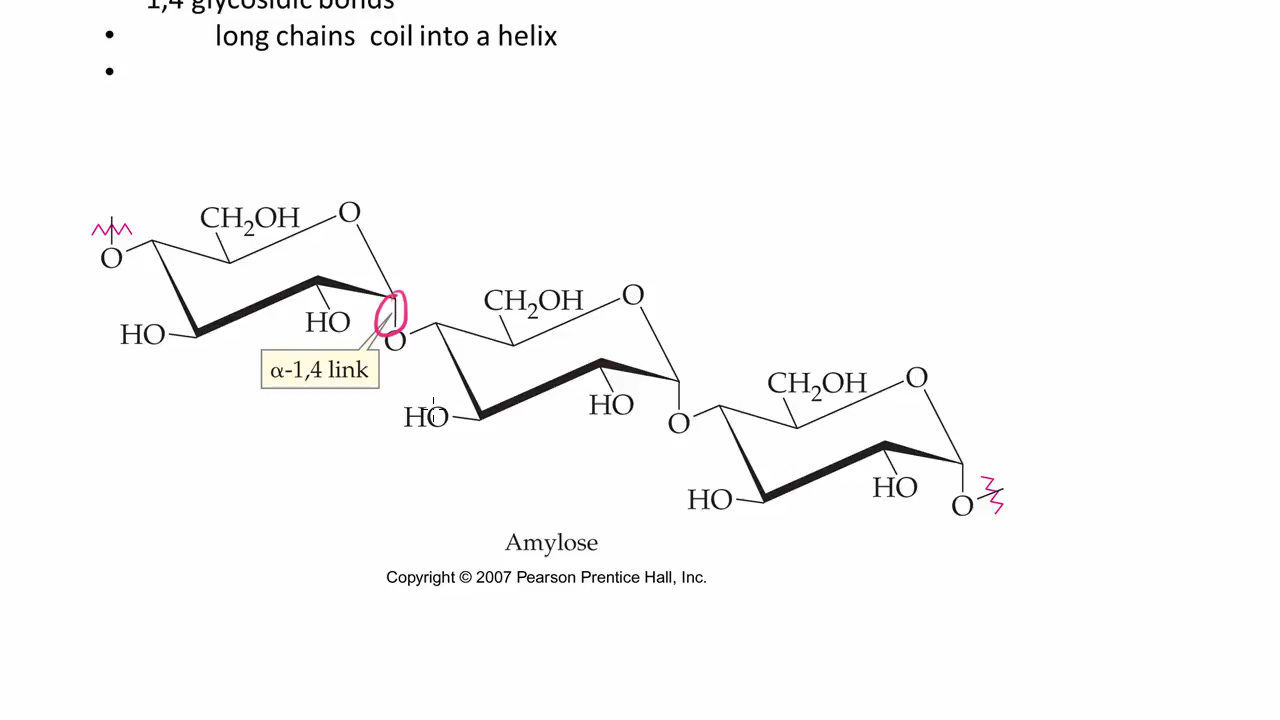 1,4 glycosidic bonds
• long chains coil into a helix
•
CH2OH O
O
HO HO
O
α-1,4 link
CH2OH O
HO HO
O
CH2OH O
HO HO
O
Amylose
Copyright © 2007 Pearson Prentice Hall, Inc.